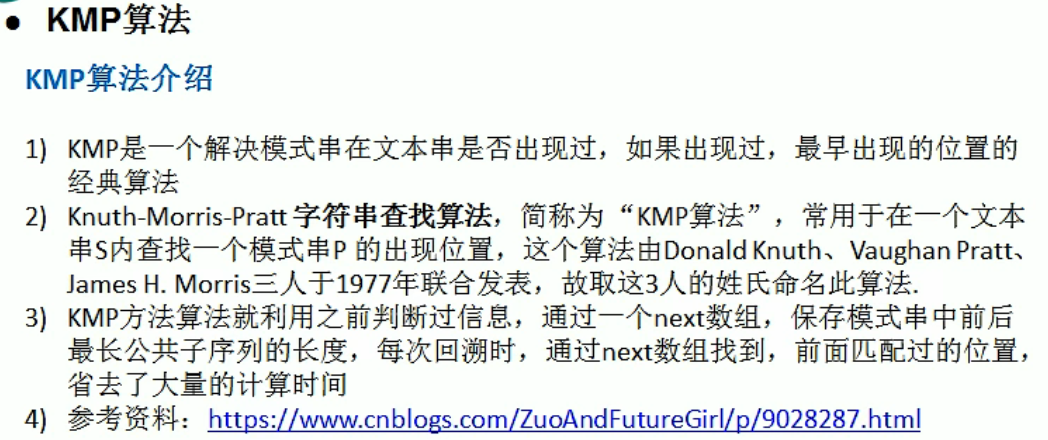 ● KMP算法
KMP算法介绍
1) KMP是一个解决模式串在文本串是否出现过，如果出现过，最早出现的位置的
经典算法
2) Knuth-Morris-Pratt 字符串查找算法，简称为“KMP算法”，常用于在一个文本
串S内查找一个模式串P 的出现位置，这个算法由Donald Knuth、Vaughan Pratt、
James H. Morris三人于1977年联合发表，故取这3人的姓氏命名此算法.
3) KMP方法算法就利用之前判断过信息，通过一个next数组，保存模式串中前后
最长公共子序列的长度，每次回溯时，通过next数组找到，前面匹配过的位置，
省去了大量的计算时间
4) 参考资料：https://www.cnblogs.com/ZuoAndFutureGirl/p/9028287.html